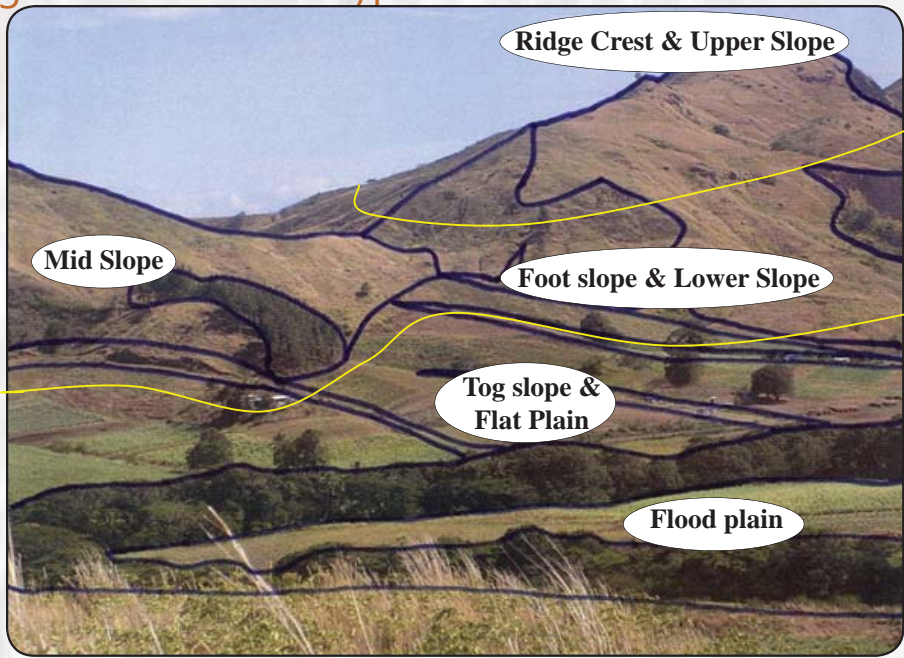 Ridge Crest & Upper Slope
Mid Slope
Foot slope & Lower Slope
Tog slope &
Flat Plain
Flood plain